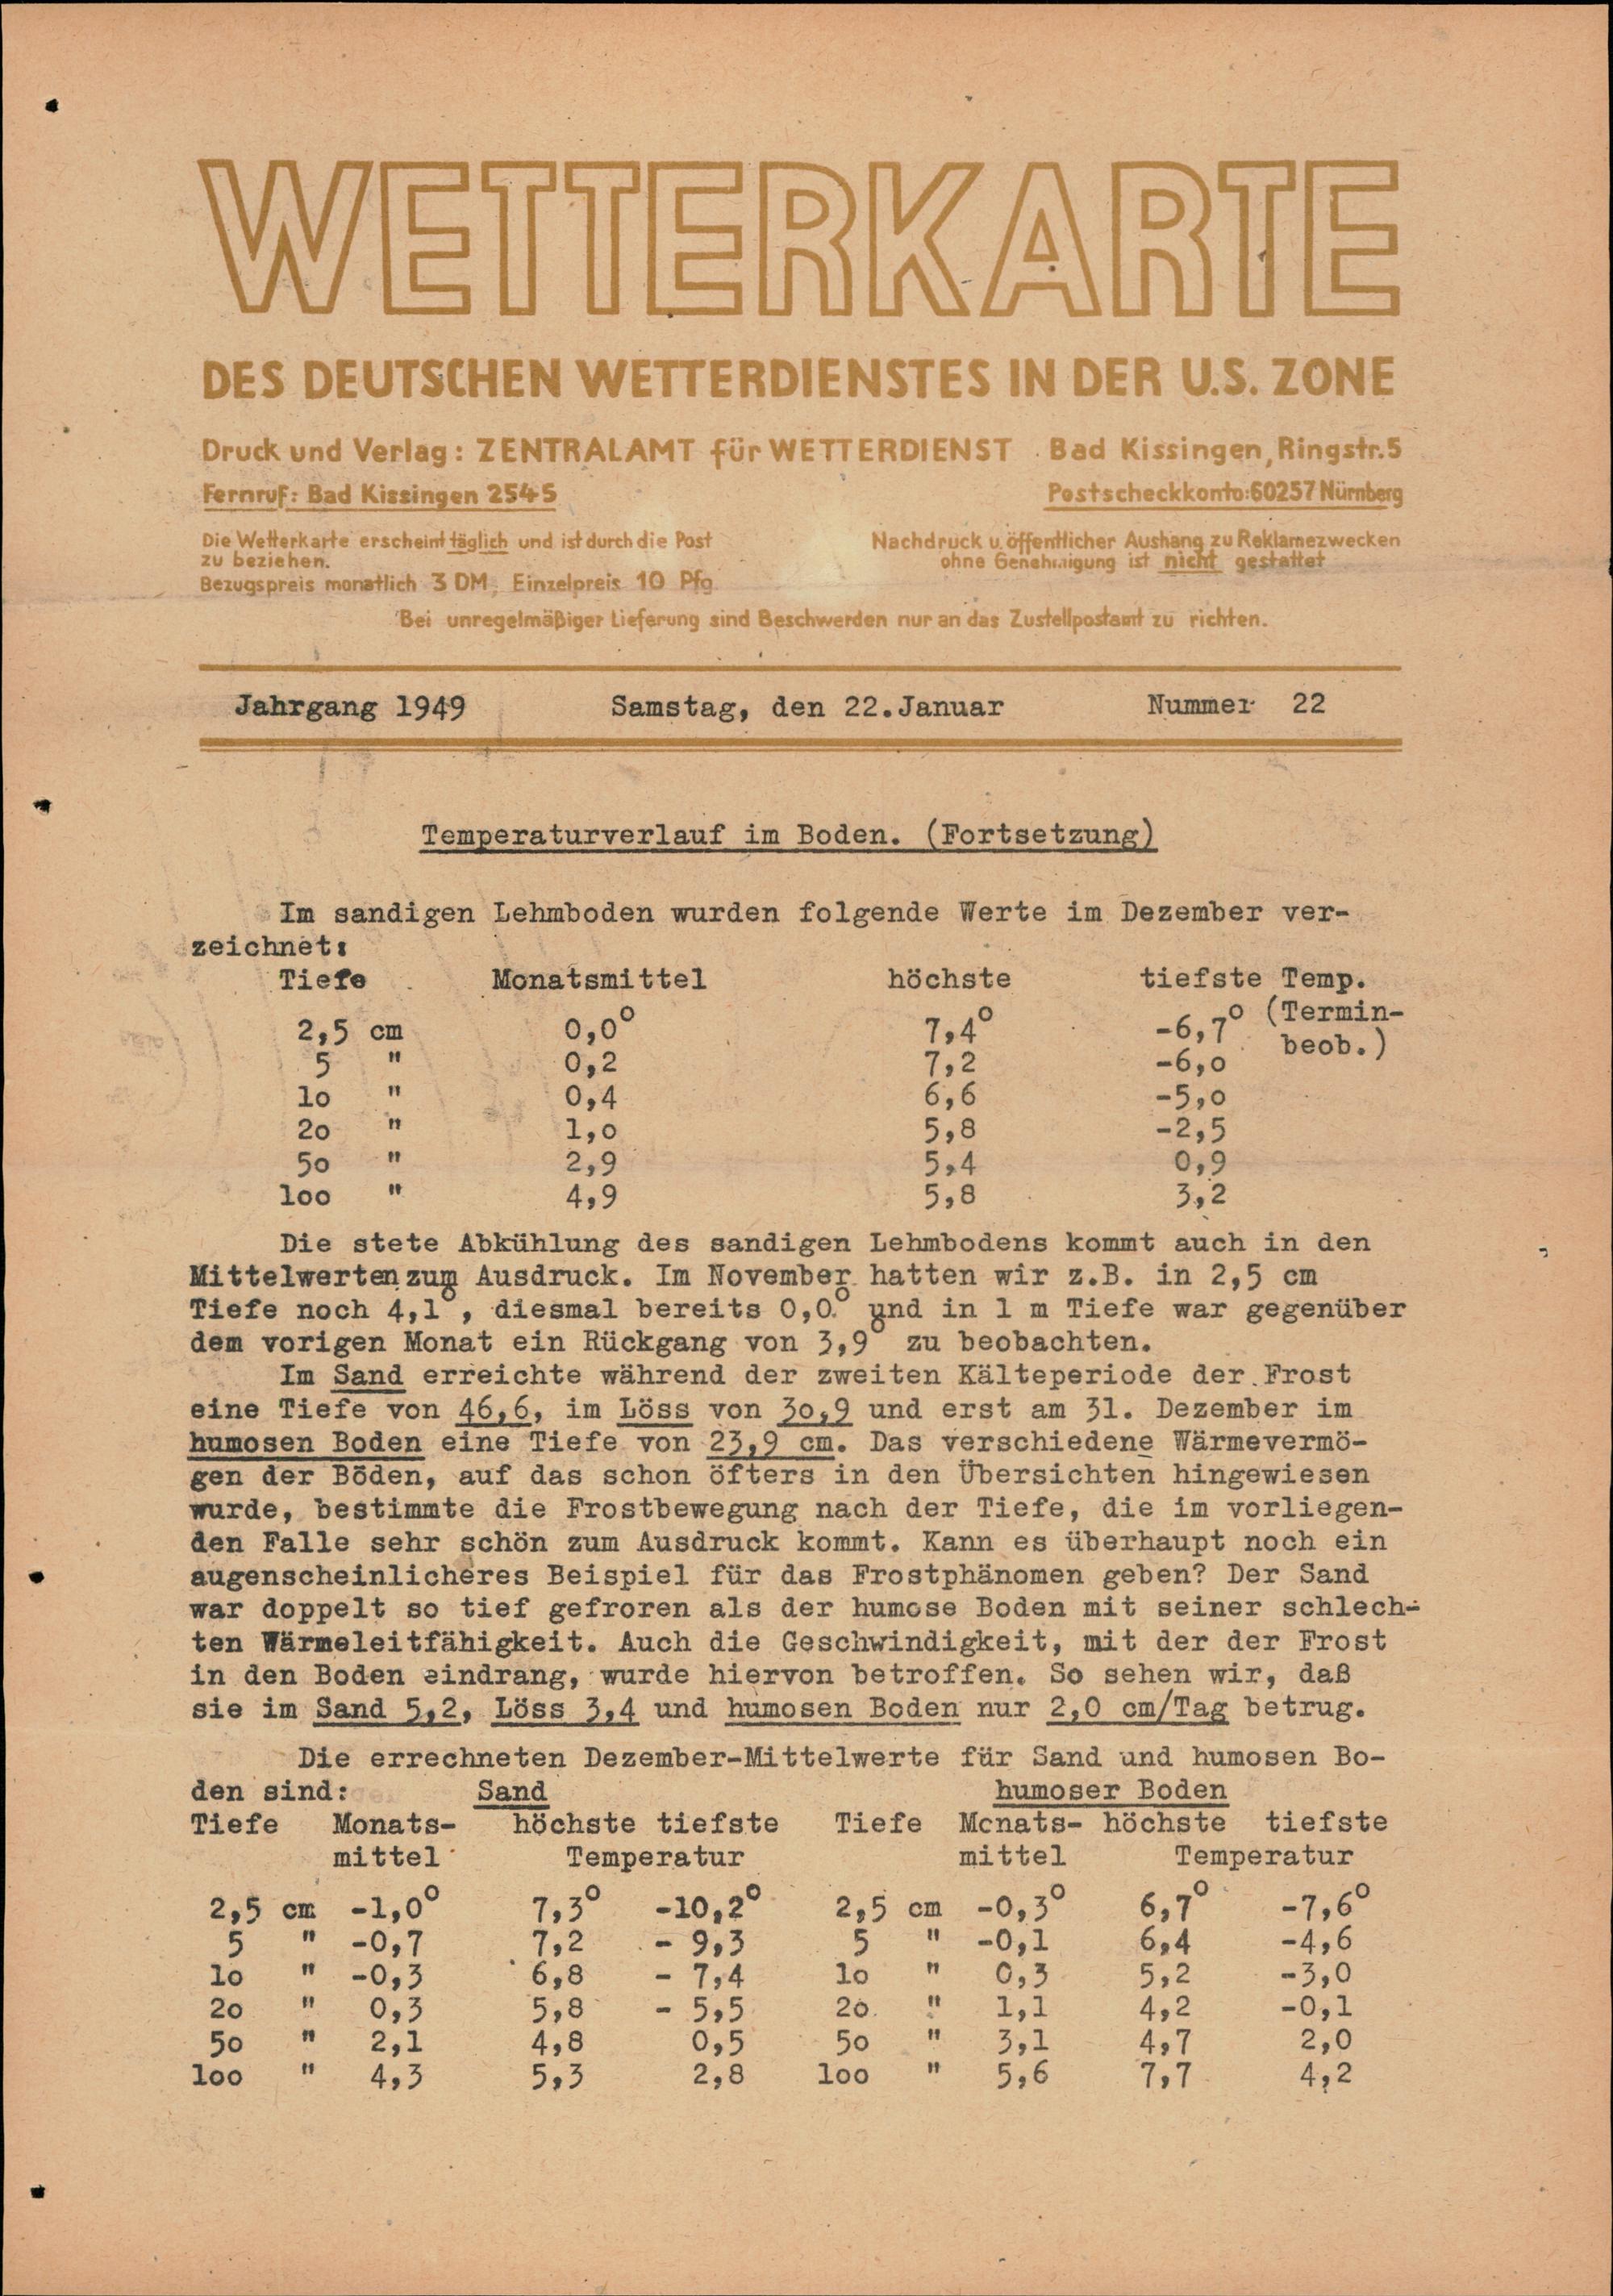 WETTERKARTE
DES DEUTSCHEN WETTERDIENSTES IN DER U.S. ZONE
Druck und Verlag: ZENTRALAMT für WETTERDIENST . Bad Kissingen, Ringstr.5
Fernruf: Bad Kissingen 2545 Postscheckkonto:60257 Nürnberg
Die Wetterkarte erscheint täglich und ist durch die Post
zu beziehen.
Bezugspreis monatlich 3 DM, Einzelpreis 10 Pfg.
Nachdruck u. öffentlicher Aushang zu Reklamezwecken
ohne Genehmigung ist nicht gestattet
Bei unregelmäßiger Lieferung sind Beschwerden nur an das Zustellpostamt zu richten.
Jahrgang 1949 Samstag, den 22.Januar Nummer 22
Temperaturverlauf im Boden. (Fortsetzung)
Im sandigen Lehmboden wurden folgende Werte im Dezember ver-
zeichnet:
Tiefe Monatsmittel höchste tiefste Temp.
2,5 cm 0,0° 7,4° -6,7° (Termin-
beob.)
5 " 0,2 7,2 -6,o
lo " 0,4 6,6 -5,o
2o " 1,o 5,8 -2,5
5o " 2,9 5,4 0,9
loo " 4,9 5,8 3,2
Die stete Abkühlung des sandigen Lehmbodens kommt auch in den
Mittelwerten zum Ausdruck. Im November hatten wir z.B. in 2,5 cm
Tiefe noch 4,1°, diesmal bereits 0,0° und in 1 m Tiefe war gegenüber
dem vorigen Monat ein Rückgang von 3,9° zu beobachten.
Im Sand erreichte während der zweiten Kälteperiode der Frost
eine Tiefe von 46,6, im Löss von 3o,9 und erst am 31. Dezember im
humosen Boden eine Tiefe von 23,9 cm. Das verschiedene Wärmevermö-
gen der Böden, auf das schon öfters in den Übersichten hingewiesen
wurde, bestimmte die Frostbewegung nach der Tiefe, die im vorliegen-
den Falle sehr schön zum Ausdruck kommt. Kann es überhaupt noch ein
augenscheinlicheres Beispiel für das Frostphänomen geben? Der Sand
war doppelt so tief gefroren als der humose Boden mit seiner schlech-
ten Wärmeleitfähigkeit. Auch die Geschwindigkeit, mit der der Frost
in den Boden eindrang, wurde hiervon betroffen. So sehen wir, daß
sie im Sand 5,2, Löss 3,4 und humosen Boden nur 2,0 cm/Tag betrug.
Die errechneten Dezember-Mittelwerte für Sand und humosen Bo-
den sind: Sand humoser Boden
Tiefe Monats- höchste tiefste Tiefe Monats- höchste tiefste
mittel Temperatur mittel Temperatur
2,5 cm -1,0° 7,3° -10,2° 2,5 cm -0,3° 6,7° -7,6°
5 " -0,7 7,2 - 9,3 5 " -0,1 6,4 -4,6
lo " -0,3 6,8 - 7,4 lo " 0,3 5,2 -3,0
2o " 0,3 5,8 - 5,5 2o " 1,1 4,2 -0,1
5o " 2,1 4,8 0,5 5o " 3,1 4,7 2,0
loo " 4,3 5,3 2,8 loo " 5,6 7,7 4,2